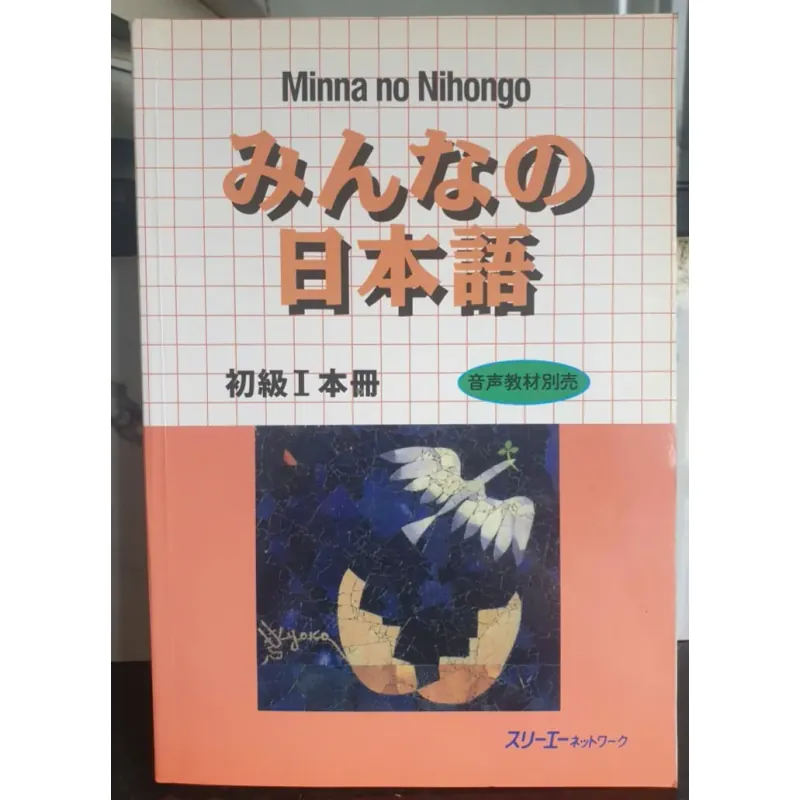 Minna no Nihongo
みんなの
日本語
初級I本冊
音声教材別売
Kyoko
スリーエーネットワーク